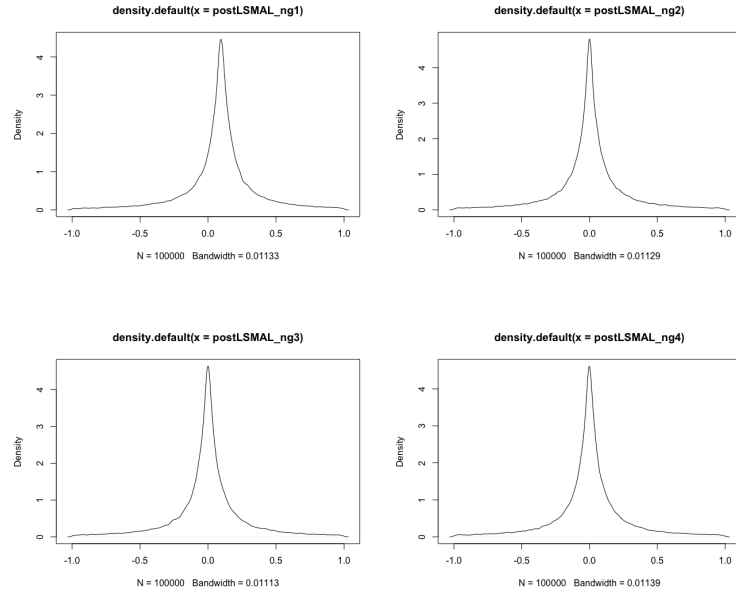 density.default(x = postLSMAL_ng1)
Density
0 1 2 3 4
-1.0 -0.5 0.0 0.5 1.0
N = 100000 Bandwidth = 0.01133
density.default(x = postLSMAL_ng2)
Density
0 1 2 3 4
-1.0 -0.5 0.0 0.5 1.0
N = 100000 Bandwidth = 0.01129
density.default(x = postLSMAL_ng3)
Density
0 1 2 3 4
-1.0 -0.5 0.0 0.5 1.0
N = 100000 Bandwidth = 0.01113
density.default(x = postLSMAL_ng4)
Density
0 1 2 3 4
-1.0 -0.5 0.0 0.5 1.0
N = 100000 Bandwidth = 0.01139